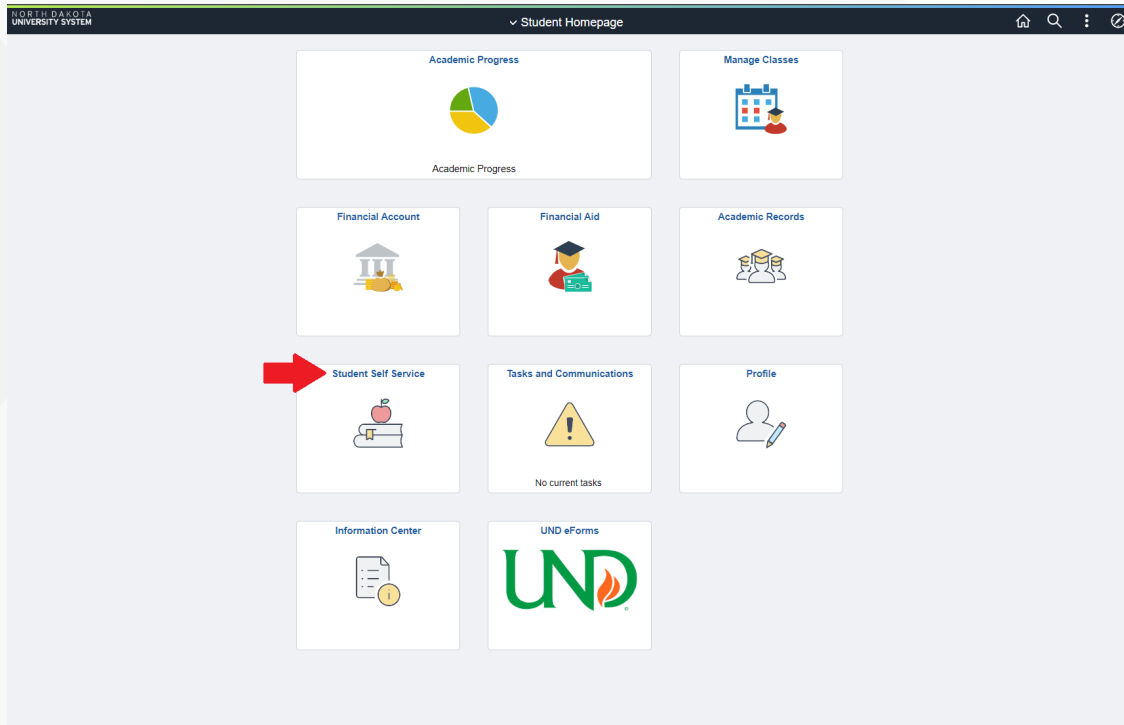 NORTH DAKOTA
UNIVERSITY SYSTEM
Student Homepage
Academic Progress
Academic Progress
Manage Classes
Financial Account
Financial Aid
Academic Records
Student Self Service
Tasks and Communications
No current tasks
Profile
Information Center
i
UND eForms
UND